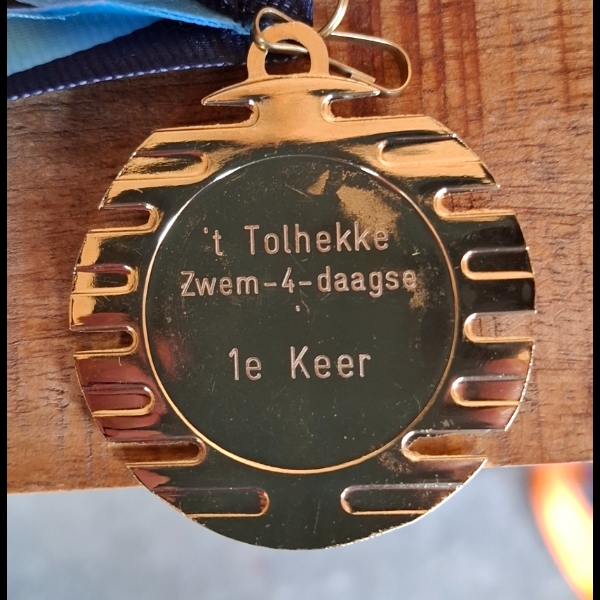 't Tolhekke
Zwem-4-daagse
1e Keer